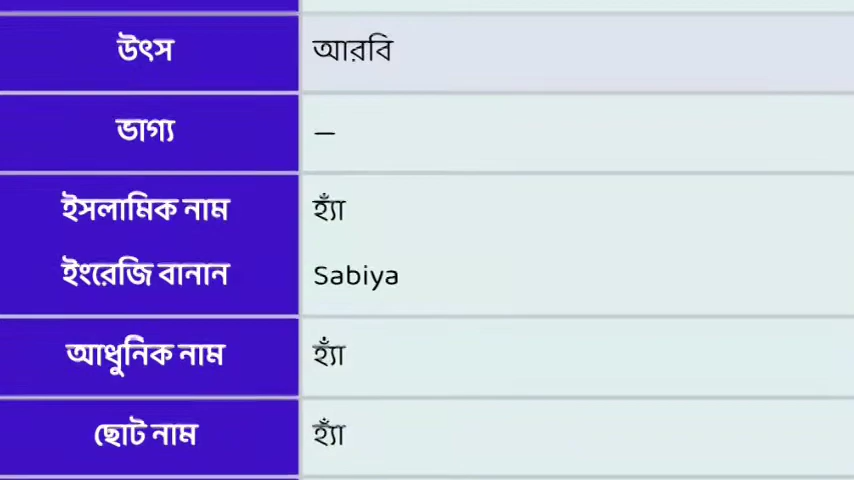 উৎস আরবি
ভাগ্য –
ইসলামিক নাম হ্যাঁ
ইংরেজি বানান Sabiya
আধুনিক নাম হ্যাঁ
ছোট নাম হ্যাঁ